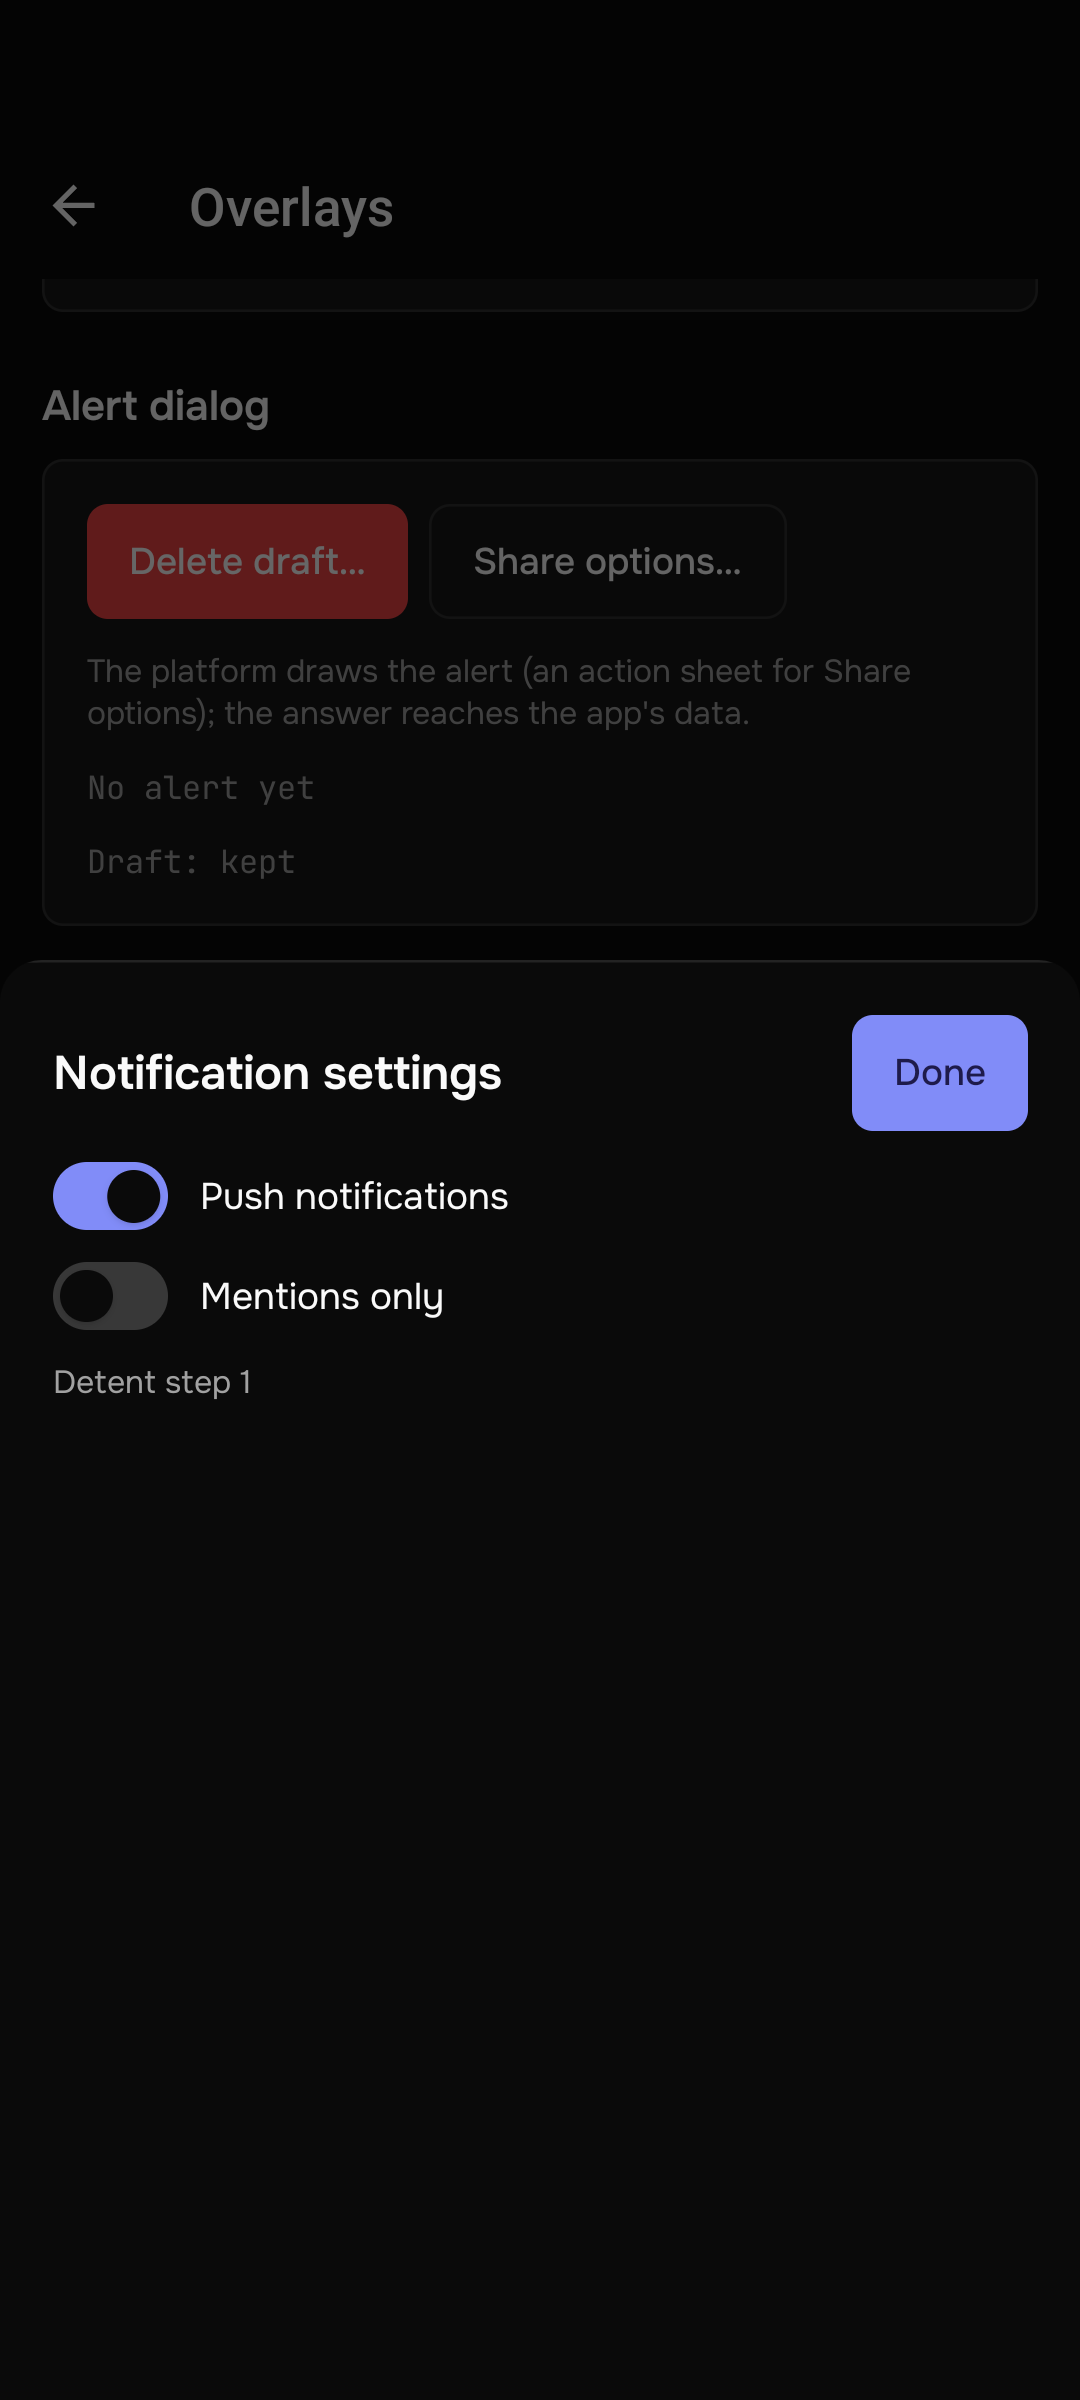 Overlays
Alert dialog
Delete draft...
Share options...
The platform draws the alert (an action sheet for Share
options); the answer reaches the app's data.
No alert yet
Draft: kept
Notification settings
Done
Push notifications
Mentions only
Detent step 1